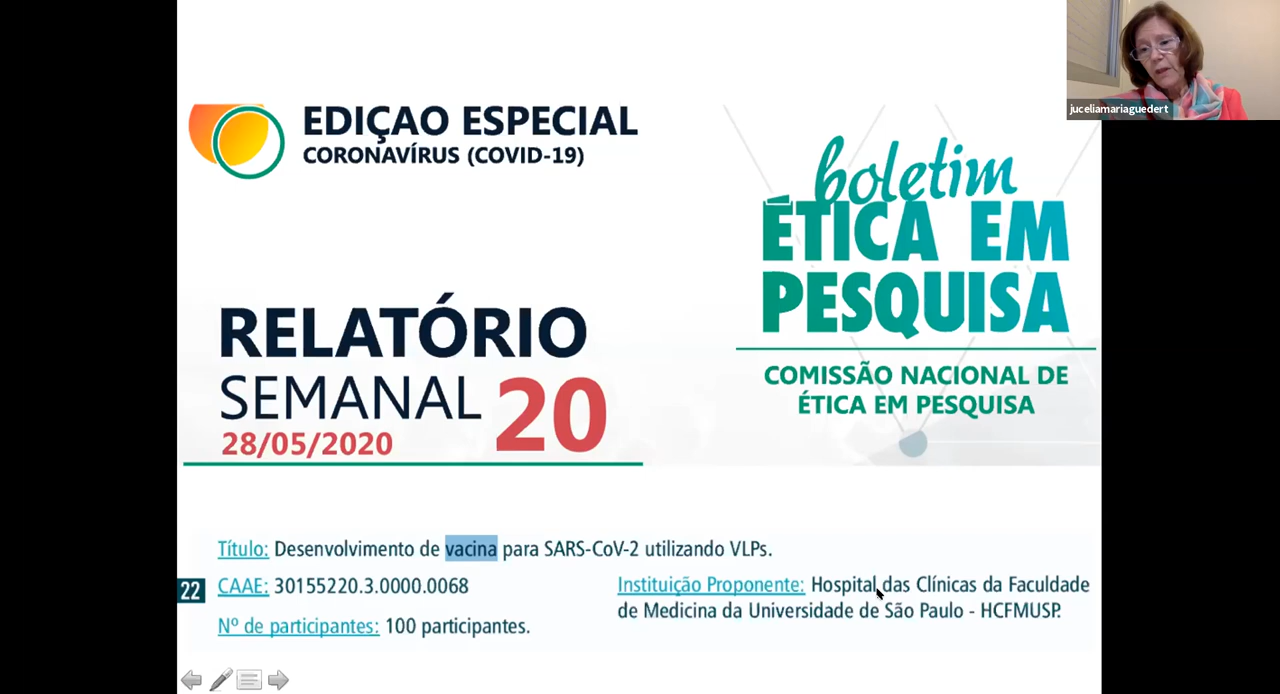 juceliamariaguedert
EDIÇAO ESPECIAL
CORONAVÍRUS (COVID-19)
boletim
ÉTICA EM
PESQUISA
COMISSÃO NACIONAL DE
ÉTICA EM PESQUISA
RELATÓRIO
SEMANAL 20
28/05/2020
Título: Desenvolvimento de vacina para SARS-CoV-2 utilizando VLPs.
22
CAAE: 30155220.3.0000.0068
Nº de participantes: 100 participantes.
Instituição Proponente: Hospital das Clínicas da Faculdade
de Medicina da Universidade de São Paulo - HCFMUSP.